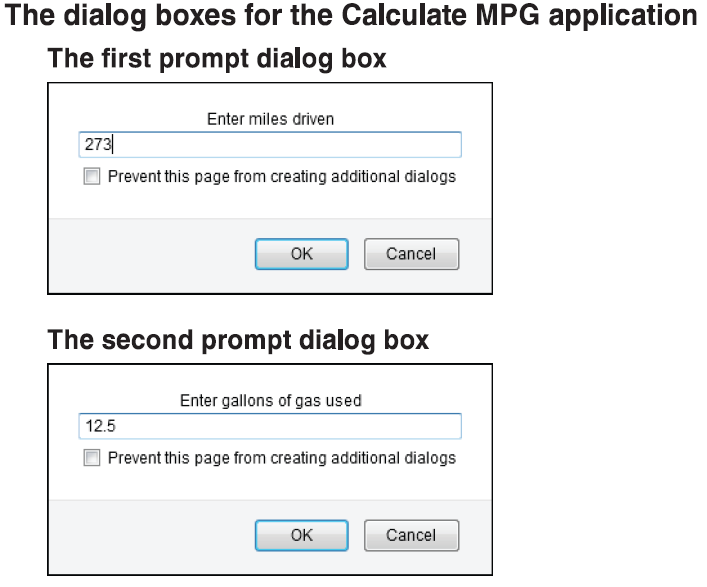 The dialog boxes for the Calculate MPG application
The first prompt dialog box
Enter miles driven
273
Prevent this page from creating additional dialogs
OK Cancel
The second prompt dialog box
Enter gallons of gas used
12.5
Prevent this page from creating additional dialogs
OK Cancel